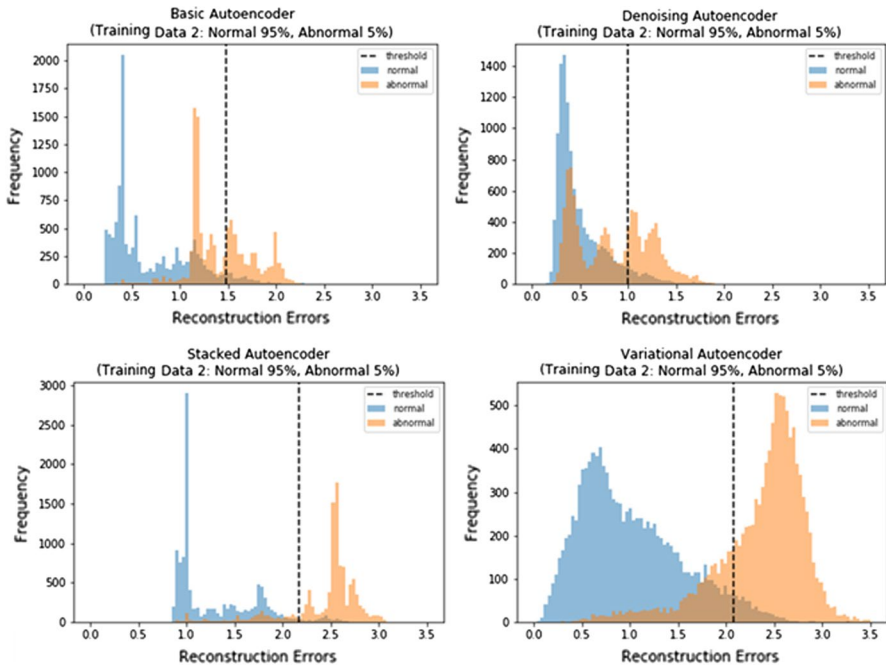 Basic Autoencoder
(Training Data 2: Normal 95%, Abnormal 5%)
threshold
normal
abnormal
Frequency
2000
1750
1500
1250
1000
750
500
250
0
0.0 0.5 1.0 1.5 2.0 2.5 3.0 3.5
Reconstruction Errors
Denoising Autoencoder
(Training Data 2: Normal 95%, Abnormal 5%)
threshold
normal
abnormal
Frequency
1400
1200
1000
800
600
400
200
0
0.0 0.5 1.0 1.5 2.0 2.5 3.0 3.5
Reconstruction Errors
Stacked Autoencoder
(Training Data 2: Normal 95%, Abnormal 5%)
threshold
normal
abnormal
Frequency
3000
2500
2000
1500
1000
500
0
0.0 0.5 1.0 1.5 2.0 2.5 3.0 3.5
Reconstruction Errors
Variational Autoencoder
(Training Data 2: Normal 95%, Abnormal 5%)
threshold
normal
abnormal
Frequency
500
400
300
200
100
0
0.0 0.5 1.0 1.5 2.0 2.5 3.0 3.5
Reconstruction Errors